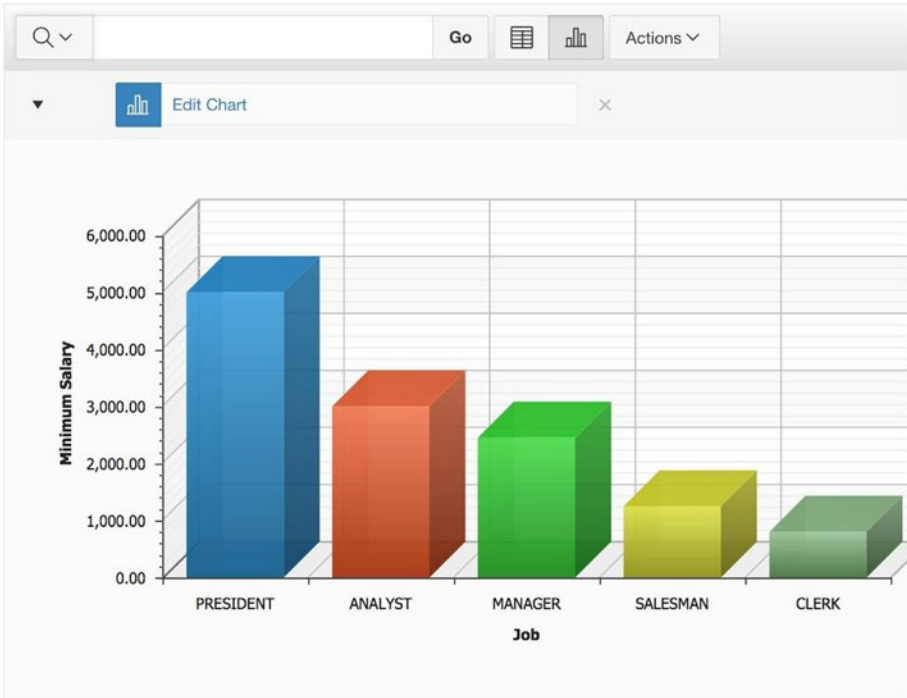 Go
Actions
Edit Chart
6,000.00
5,000.00
4,000.00
3,000.00
2,000.00
1,000.00
0.00
Minimum Salary
PRESIDENT ANALYST MANAGER SALESMAN CLERK
Job